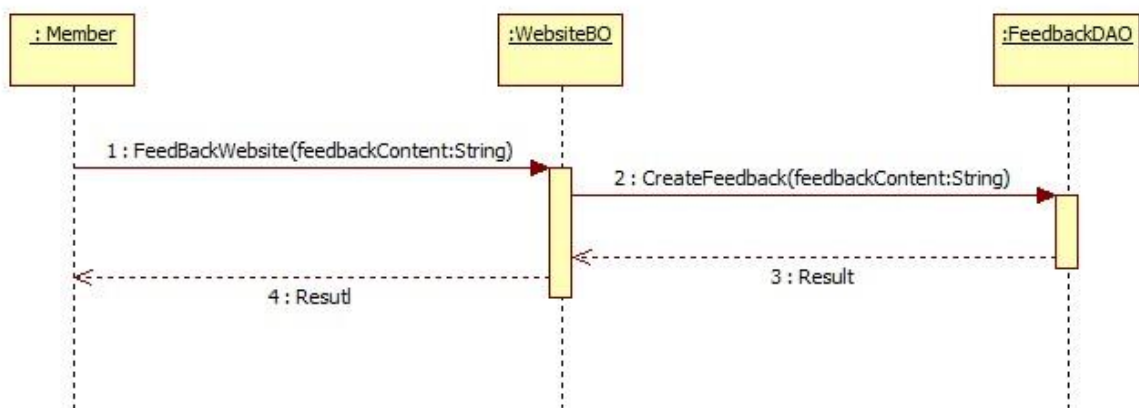 : Member
:WebsiteBO
:FeedbackDAO
1 : FeedBackWebsite(feedbackContent:String)
2 : CreateFeedback(feedbackContent:String)
3 : Result
4 : Resutl